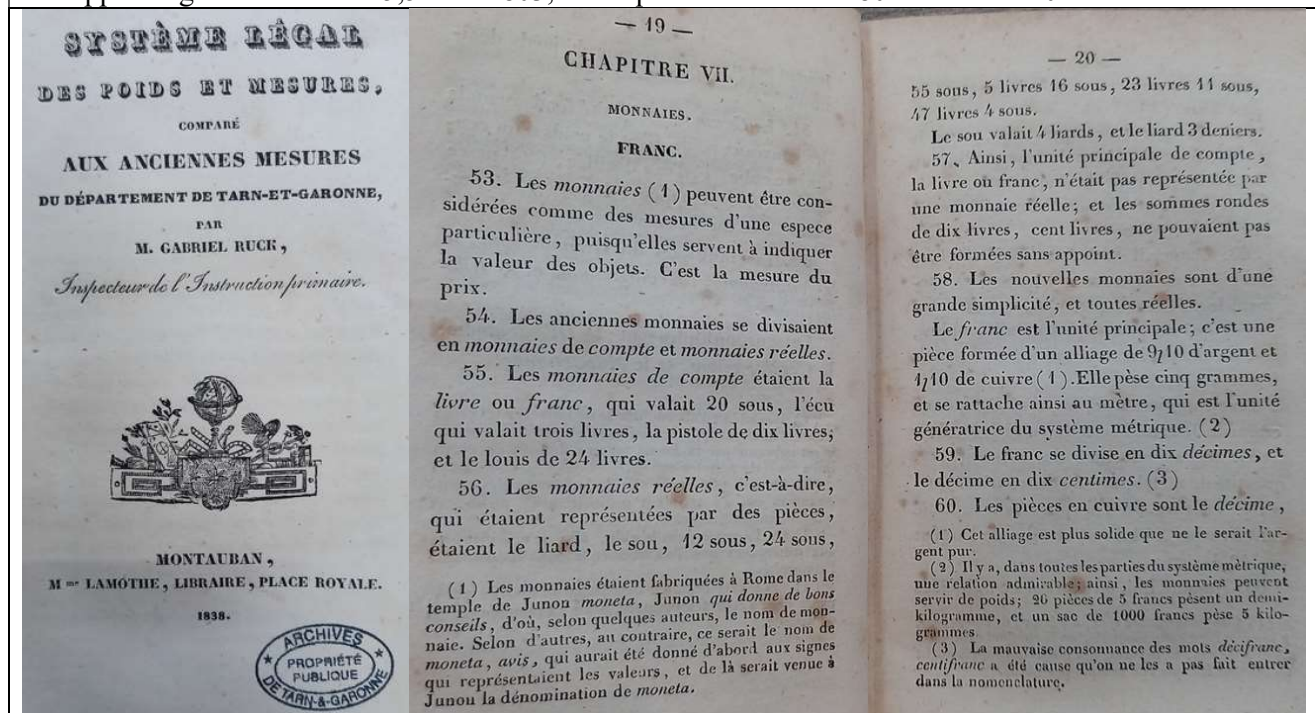 SYSTÈME LÉGAL
DES POIDS ET MESURES,
COMPARÉ
AUX ANCIENNES MESURES
DU DÉPARTEMENT DE TARN-ET-GARONNE,
PAR
M. GABRIEL RUCK,
Inspecteur de l'Instruction primaire.
MONTAUBAN,
M me LAMOTHE, LIBRAIRE, PLACE ROYALE.
1838.
ARCHIVES
PROPRIÉTÉ
PUBLIQUE
DE TARN-&-GARONNE
— 19 —
CHAPITRE VII.
MONNAIES.
FRANC.
53. Les monnaies (1) peuvent être con-
sidérées comme des mesures d'une espece
particulière, puisqu'elles servent à indiquer
la valeur des objets. C'est la mesure du
prix.
54. Les anciennes monnaies se divisaient
en monnaies de compte et monnaies réelles.
55. Les monnaies de compte étaient la
livre ou franc, qui valait 20 sous, l'écu
qui valait trois livres, la pistole de dix livres;
et le louis de 24 livres.
56. Les monnaies réelles, c'est-à-dire,
qui étaient représentées par des pièces,
étaient le liard, le sou, 12 sous, 24 sous,
(1) Les monnaies étaient fabriquées à Rome dans le
temple de Junon moneta, Junon qui donne de bons
conseils, d'où, selon quelques auteurs, le nom de mon-
naie. Selon d'autres, au contraire, ce serait le nom de
moneta, avis, qui aurait été donné d'abord aux signes
qui représentaient les valeurs, et de là serait venue à
Junou la dénomination de moneta.
— 20 —
55 sous, 5 livres 16 sous, 23 livres 11 sous,
47 livres 4 sous.
Le sou valait 4 liards, et le liard 3 deniers.
57. Ainsi, l'unité principale de compte,
la livre ou franc, n'était pas représentée par
une monnaie réelle; et les sommes rondes
de dix livres, cent livres, ne pouvaient pas
être formées sans appoint.
58. Les nouvelles monnaies sont d'une
grande simplicité, et toutes réelles.
Le franc est l'unité principale; c'est une
pièce formée d'un alliage de 9/10 d'argent et
1/10 de cuivre (1). Elle pèse cinq grammes,
et se rattache ainsi au mètre, qui est l'unité
génératrice du système métrique. (2)
59. Le franc se divise en dix décimes, et
le décime en dix centimes. (3)
60. Les pièces en cuivre sont le décime,
(1) Cet alliage est plus solide que ne le serait l'ar-
gent pur.
(2) Il y a, dans toutes les parties du système métrique,
une relation admirable; ainsi, les monnaies peuvent
servir de poids; 20 pièces de 5 francs pèsent un demi-
kilogramme, et un sac de 1000 francs pèse 5 kilo-
grammes
(3) La mauvaise consonnance des mots décifranc,
centifranc a été cause qu'on ne les a pas fait entrer
dans la nomenclature.